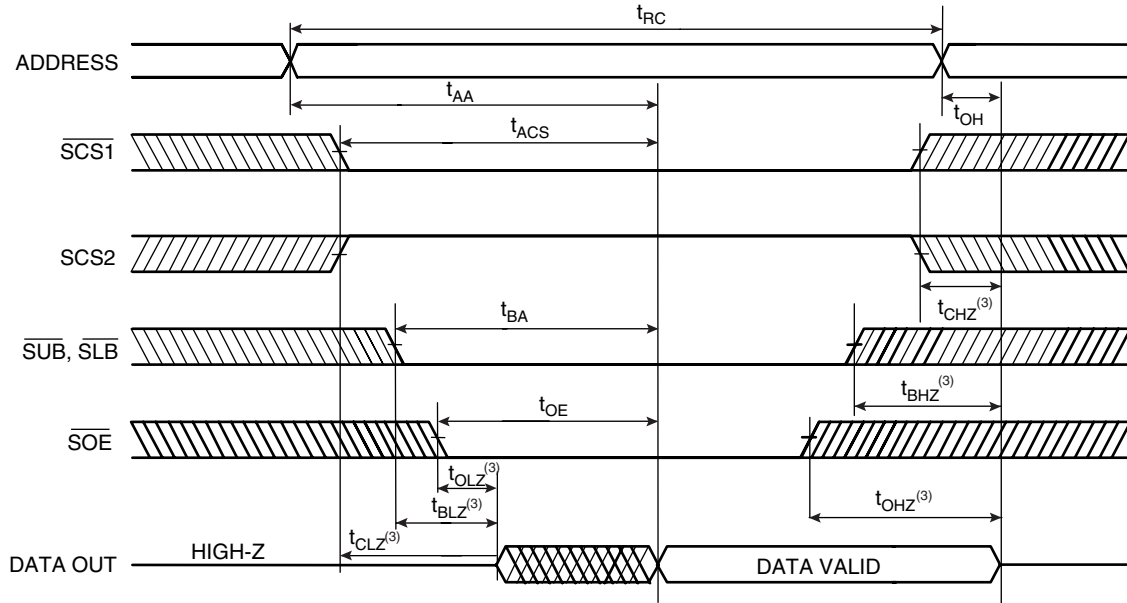 tRC
ADDRESS
tAA
tOH
tACS
SCS1
SCS2
tCHZ(3)
tBA
SUB, SLB
tBHZ(3)
tOE
SOE
tOLZ(3)
tOHZ(3)
tBLZ(3)
tCLZ(3)
HIGH-Z
DATA OUT
DATA VALID